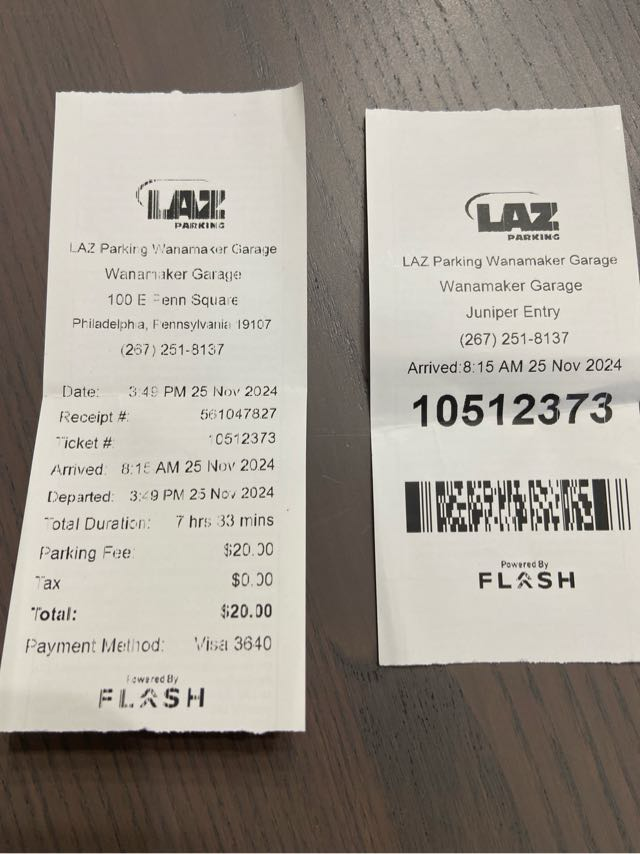 LAZ
PARKING
LAZ Parking Wanamaker Garage
Wanamaker Garage
100 E Penn Square
Philadelphia, Pennsylvania 19107
(267) 251-8137
Date: 3:49 PM 25 Nov 2024
Receipt #: 561047827
Ticket #: 10512373
Arrived: 8:15 AM 25 Nov 2024
Departed: 3:49 PM 25 Nov 2024
Total Duration: 7 hrs 33 mins
Parking Fee: $20.00
Tax $0.00
Total: $20.00
Payment Method: Visa 3640
Powered By
FLASH
LAZ
PARKING
LAZ Parking Wanamaker Garage
Wanamaker Garage
Juniper Entry
(267) 251-8137
Arrived:8:15 AM 25 Nov 2024
10512373
Powered By
FLASH